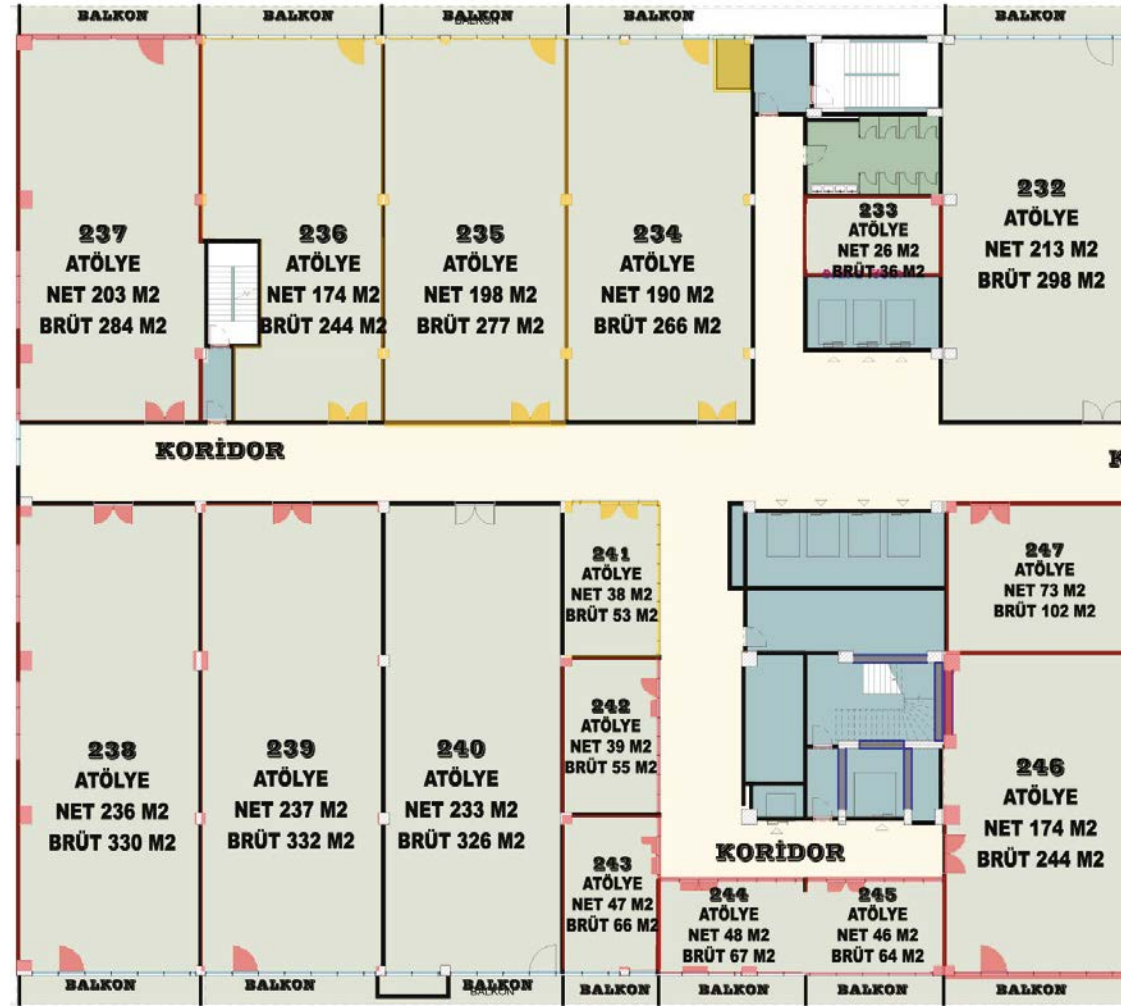 BALKON
BALKON
BALKON
BALKON
BALKON
BALKON
237
ATÖLYE
NET 203 M2
BRÜT 284 M2
236
ATÖLYE
NET 174 M2
BRÜT 244 M2
235
ATÖLYE
NET 198 M2
BRÜT 277 M2
234
ATÖLYE
NET 190 M2
BRÜT 266 M2
233
ATÖLYE
NET 26 M2
BRÜT 36 M2
232
ATÖLYE
NET 213 M2
BRÜT 298 M2
KORİDOR
K
238
ATÖLYE
NET 236 M2
BRÜT 330 M2
239
ATÖLYE
NET 237 M2
BRÜT 332 M2
240
ATÖLYE
NET 233 M2
BRÜT 326 M2
241
ATÖLYE
NET 38 M2
BRÜT 53 M2
242
ATÖLYE
NET 39 M2
BRÜT 55 M2
243
ATÖLYE
NET 47 M2
BRÜT 66 M2
247
ATÖLYE
NET 73 M2
BRÜT 102 M2
246
ATÖLYE
NET 174 M2
BRÜT 244 M2
KORİDOR
244
ATÖLYE
NET 48 M2
BRÜT 67 M2
245
ATÖLYE
NET 46 M2
BRÜT 64 M2
BALKON
BALKON
BALKON
BALKON
BALKON
BALKON
BALKON
BALKON